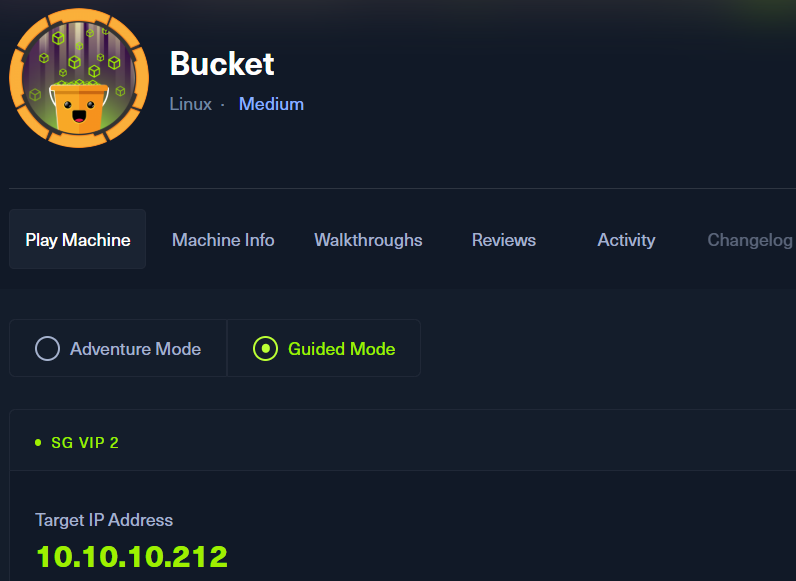 Bucket
Linux · Medium
Play Machine Machine Info Walkthroughs Reviews Activity Changelog
Adventure Mode Guided Mode
• SG VIP 2
Target IP Address
10.10.10.212